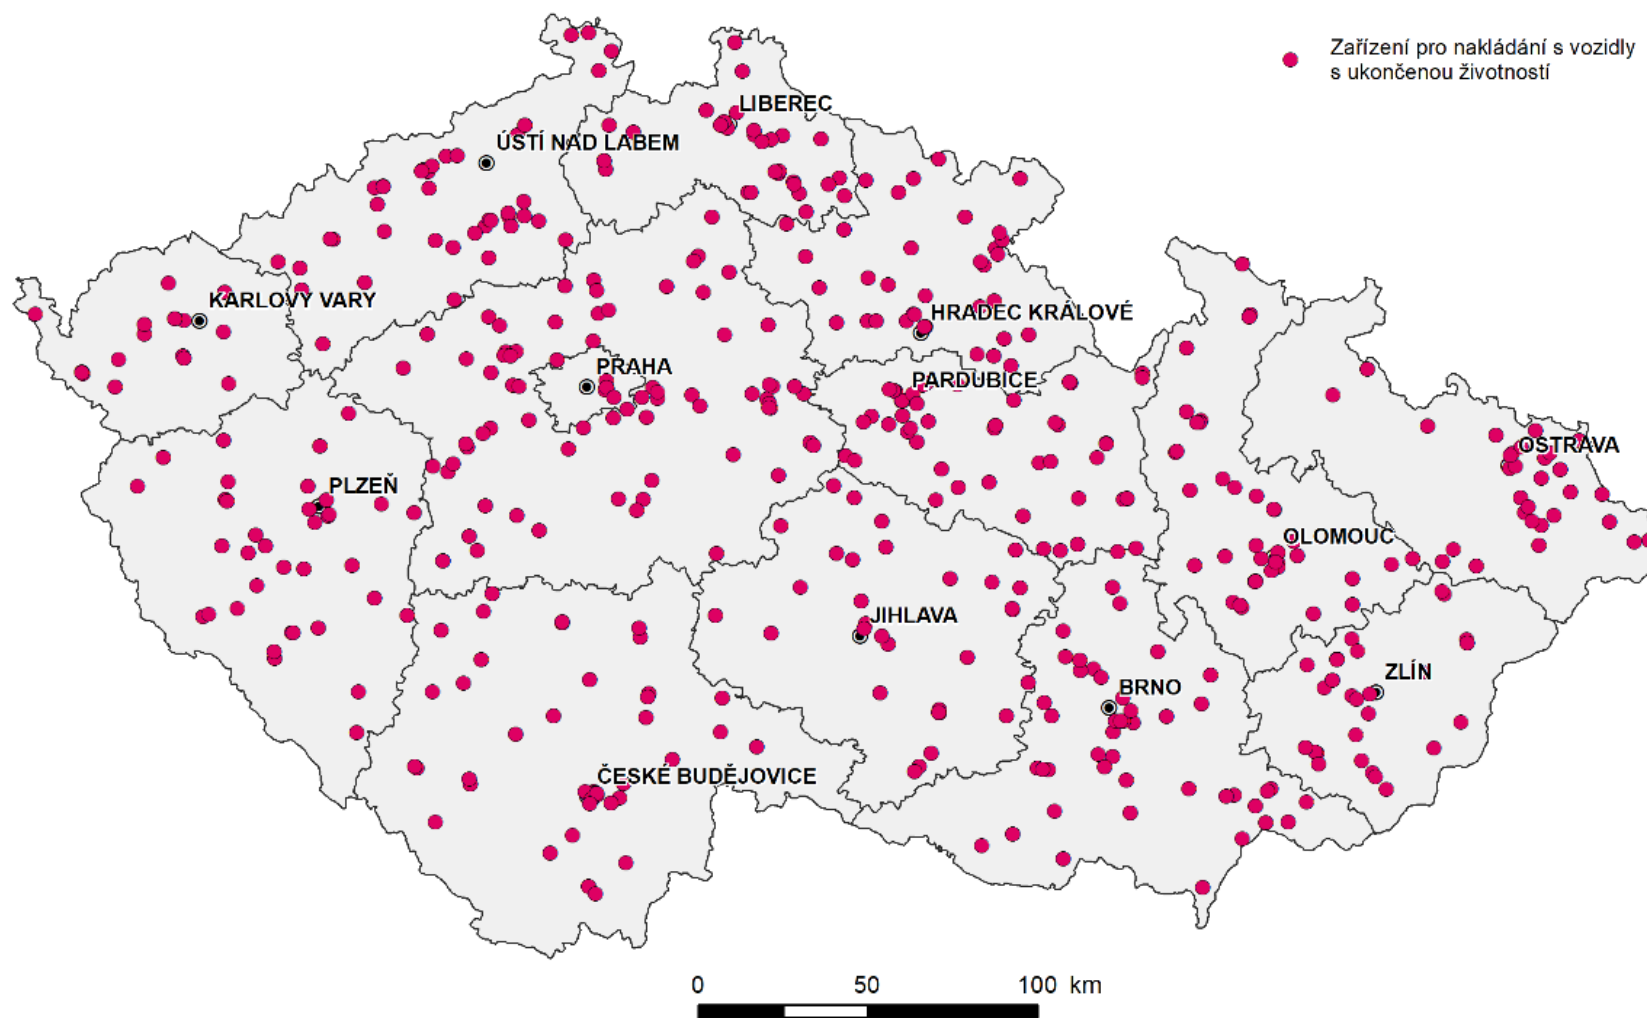 Zařízení pro nakládání s vozidly
s ukončenou životností
LIBEREC
ÚSTÍ NAD LABEM
KARLOVY VARY
HRADEC KRÁLOVÉ
PRAHA
PARDUBICE
OSTRAVA
PLZEŇ
OLOMOUC
JIHLAVA
ZLÍN
BRNO
ČESKÉ BUDĚJOVICE
0 50 100 km